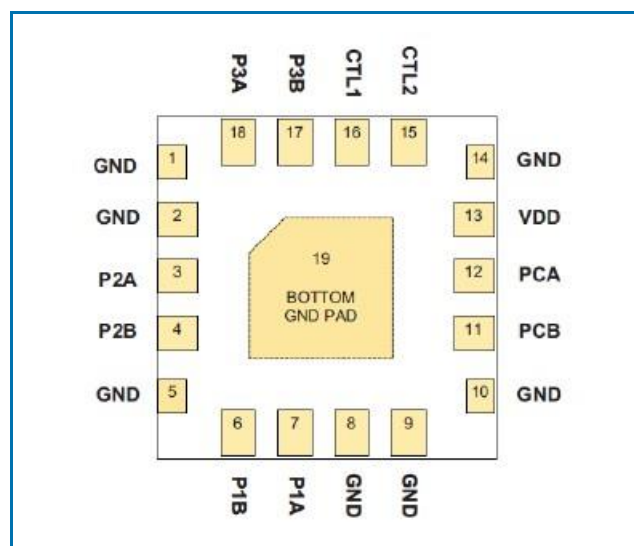 P3A P3B CTL1 CTL2
18 17 16 15
GND 1 14 GND
GND 2 13 VDD
P2A 3 12 PCA
19
BOTTOM
GND PAD
P2B 4 11 PCB
GND 5 10 GND
6 7 8 9
P1B P1A GND GND